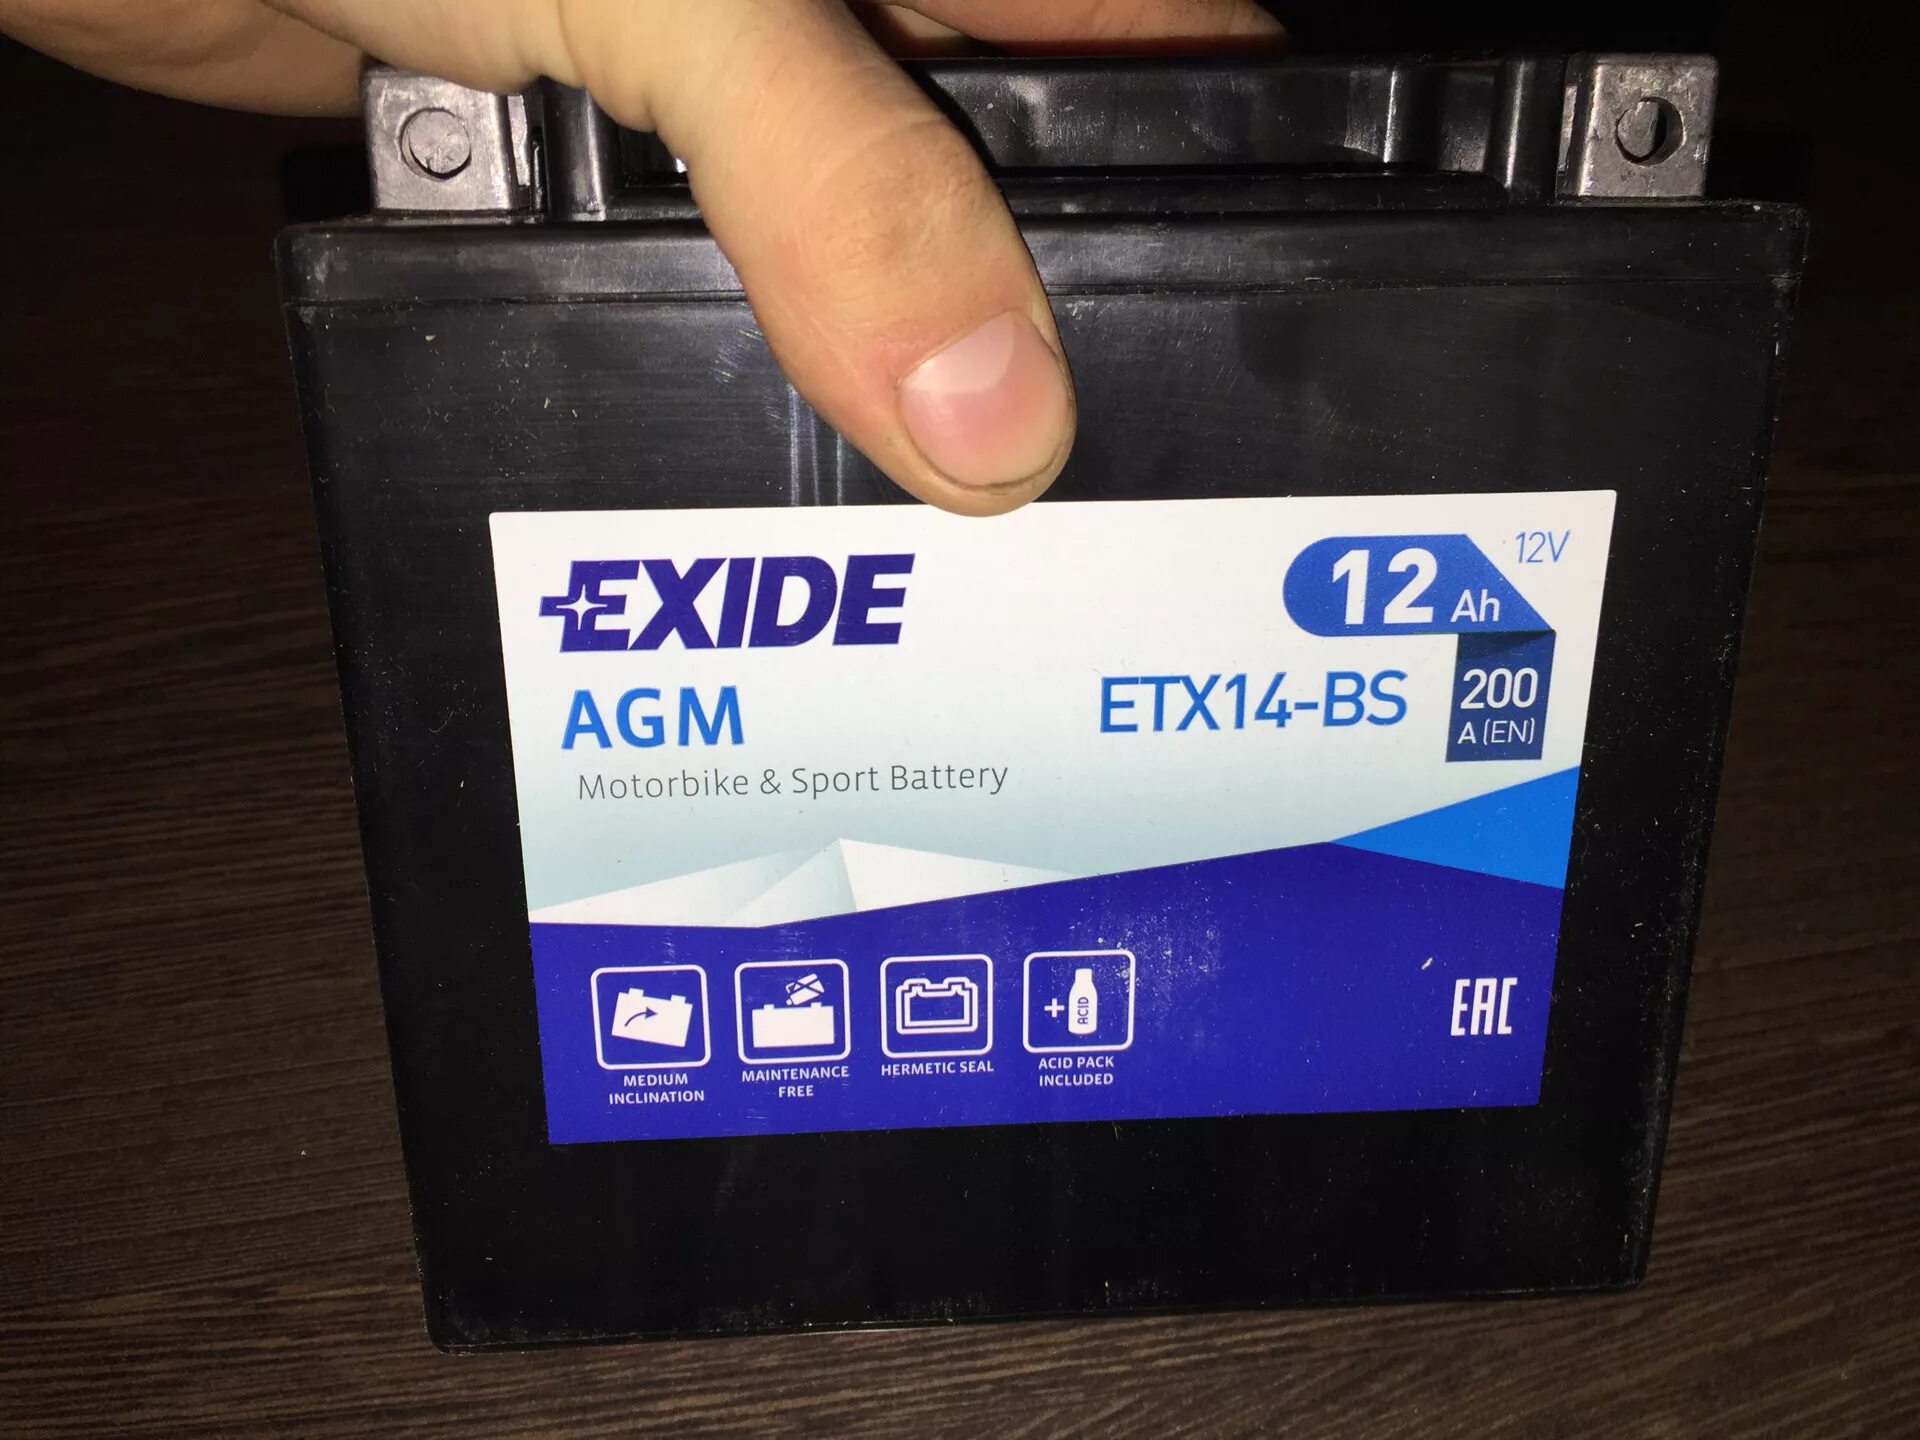 EXIDE
AGM
Motorbike & Sport Battery
12 Ah
12V
ETX14-BS
200
A (EN)
MEDIUM
INCLINATION
MAINTENANCE
FREE
HERMETIC SEAL
+ ACID
ACID PACK
INCLUDED
EAC